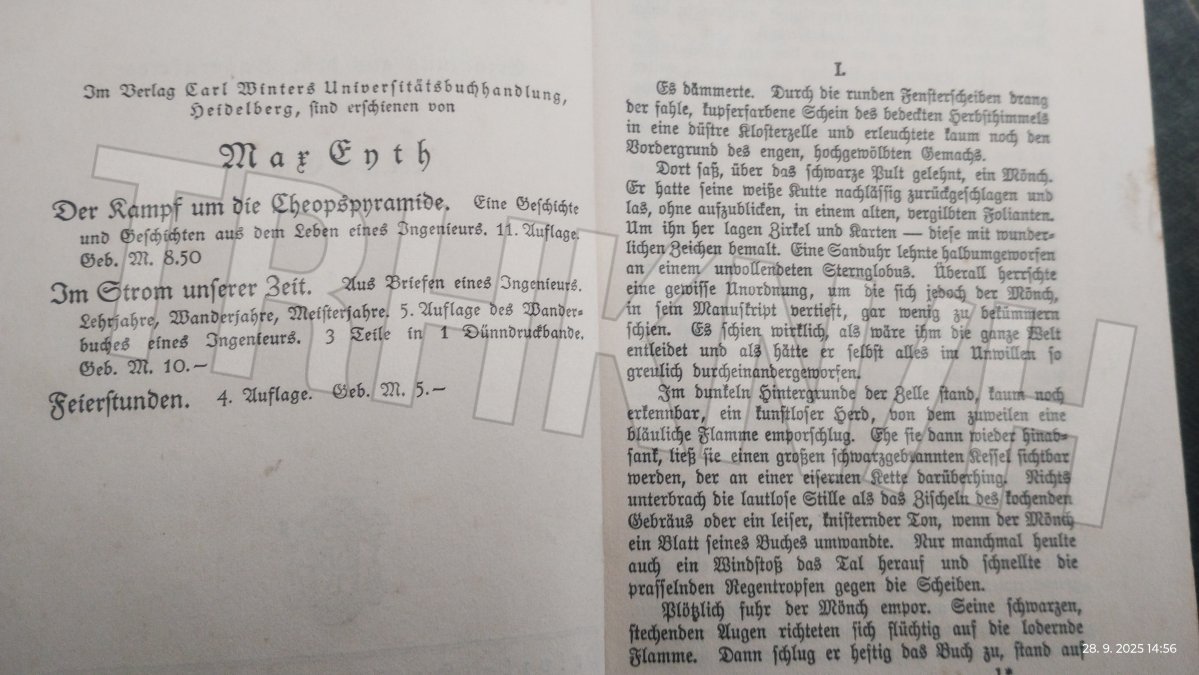 Im Verlag Carl Winters Universitätsbuchhandlung,
Heidelberg, sind erschienen von
Max Eyth
Der Kampf um die Cheopspyramide. Eine Geschichte
und Geschichten aus dem Leben eines Ingenieurs. 11. Auflage.
Geb. M. 8.50
Im Strom unserer Zeit. Aus Briefen eines Ingenieurs.
Lehrjahre, Wanderjahre, Meisterjahre. 5. Auflage des Wander-
buches eines Ingenieurs. 3 Teile in 1 Dünndruckbande.
Geb. M. 10.—
Feierstunden. 4. Auflage. Geb. M. 5.—
I.
Es dämmerte. Durch die runden Fensterscheiben drang
der fahle, kupferfarbene Schein des bedeckten Herbsthimmels
in eine düstre Klosterzelle und erleuchtete kaum noch den
Vordergrund des engen, hochgewölbten Gemachs.
Dort saß, über das schwarze Pult gelehnt, ein Mönch.
Er hatte seine weiße Kutte nachlässig zurückgeschlagen und
las, ohne aufzublicken, in einem alten, vergilbten Folianten.
Um ihn her lagen Zirkel und Karten — diese mit wunder-
lichen Zeichen bemalt. Eine Sanduhr lehnte halbumgeworfen
an einem unvollendeten Sternglobus. Überall herrschte
eine gewisse Unordnung, um die sich jedoch der Mönch,
in sein Manuskript vertieft, gar wenig zu bekümmern
schien. Es schien wirklich, als wäre ihm die ganze Welt
entleidet und als hätte er selbst alles im Unwillen so
greulich durcheinandergeworfen.
Im dunkeln Hintergrunde der Zelle stand, kaum noch
erkennbar, ein kunstloser Herd, von dem zuweilen eine
bläuliche Flamme emporschlug. Ehe sie dann wieder hinab-
sank, ließ sie einen großen schwarzgebrannten Kessel sichtbar
werden, der an einer eisernen Kette darüberhing. Nichts
unterbrach die lautlose Stille als das Zischeln des kochenden
Gebräus oder ein leiser, knisternder Ton, wenn der Mönch
ein Blatt seines Buches umwandte. Nur manchmal heulte
auch ein Windstoß das Tal herauf und schnellte die
prasselnden Regentropfen gegen die Scheiben.
Plötzlich fuhr der Mönch empor. Seine schwarzen,
stechenden Augen richteten sich flüchtig auf die lodernde
Flamme. Dann schlug er heftig das Buch zu, stand auf
28. 9. 2025 14:56